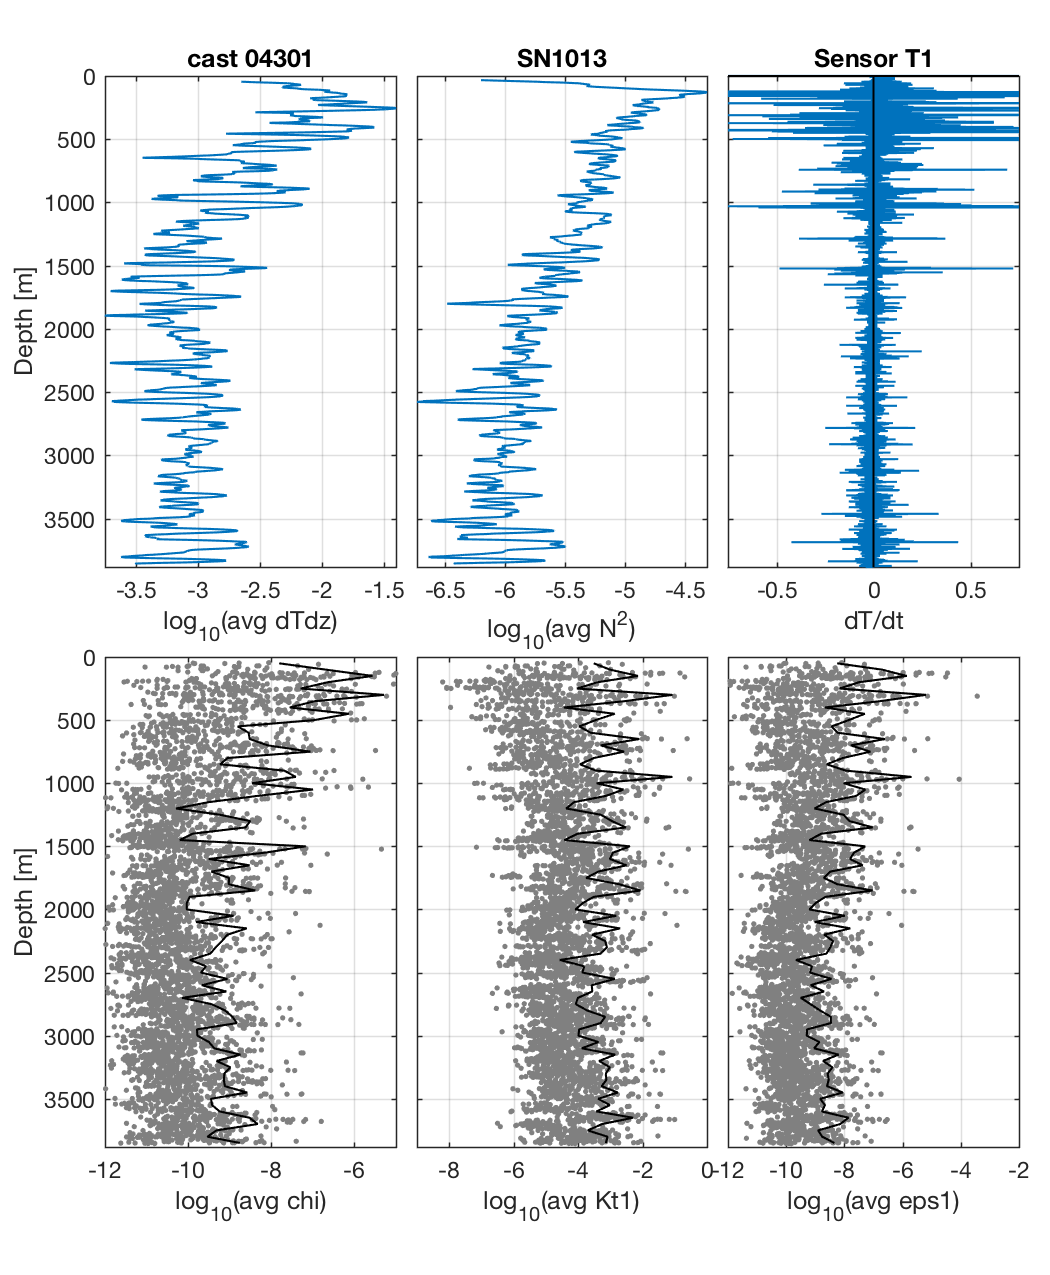 cast 04301 SN1013 Sensor T1
0
500
1000
1500
2000
2500
3000
3500
Depth [m]
-3.5 -3 -2.5 -2 -1.5 -6.5 -6 -5.5 -5 -4.5 -0.5 0 0.5
log10(avg dTdz) log10(avg N2) dT/dt
0
500
1000
1500
2000
2500
3000
3500
Depth [m]
-12 -10 -8 -6 -8 -6 -4 -2 0 -12 -10 -8 -6 -4 -2
log10(avg chi) log10(avg Kt1) log10(avg eps1)